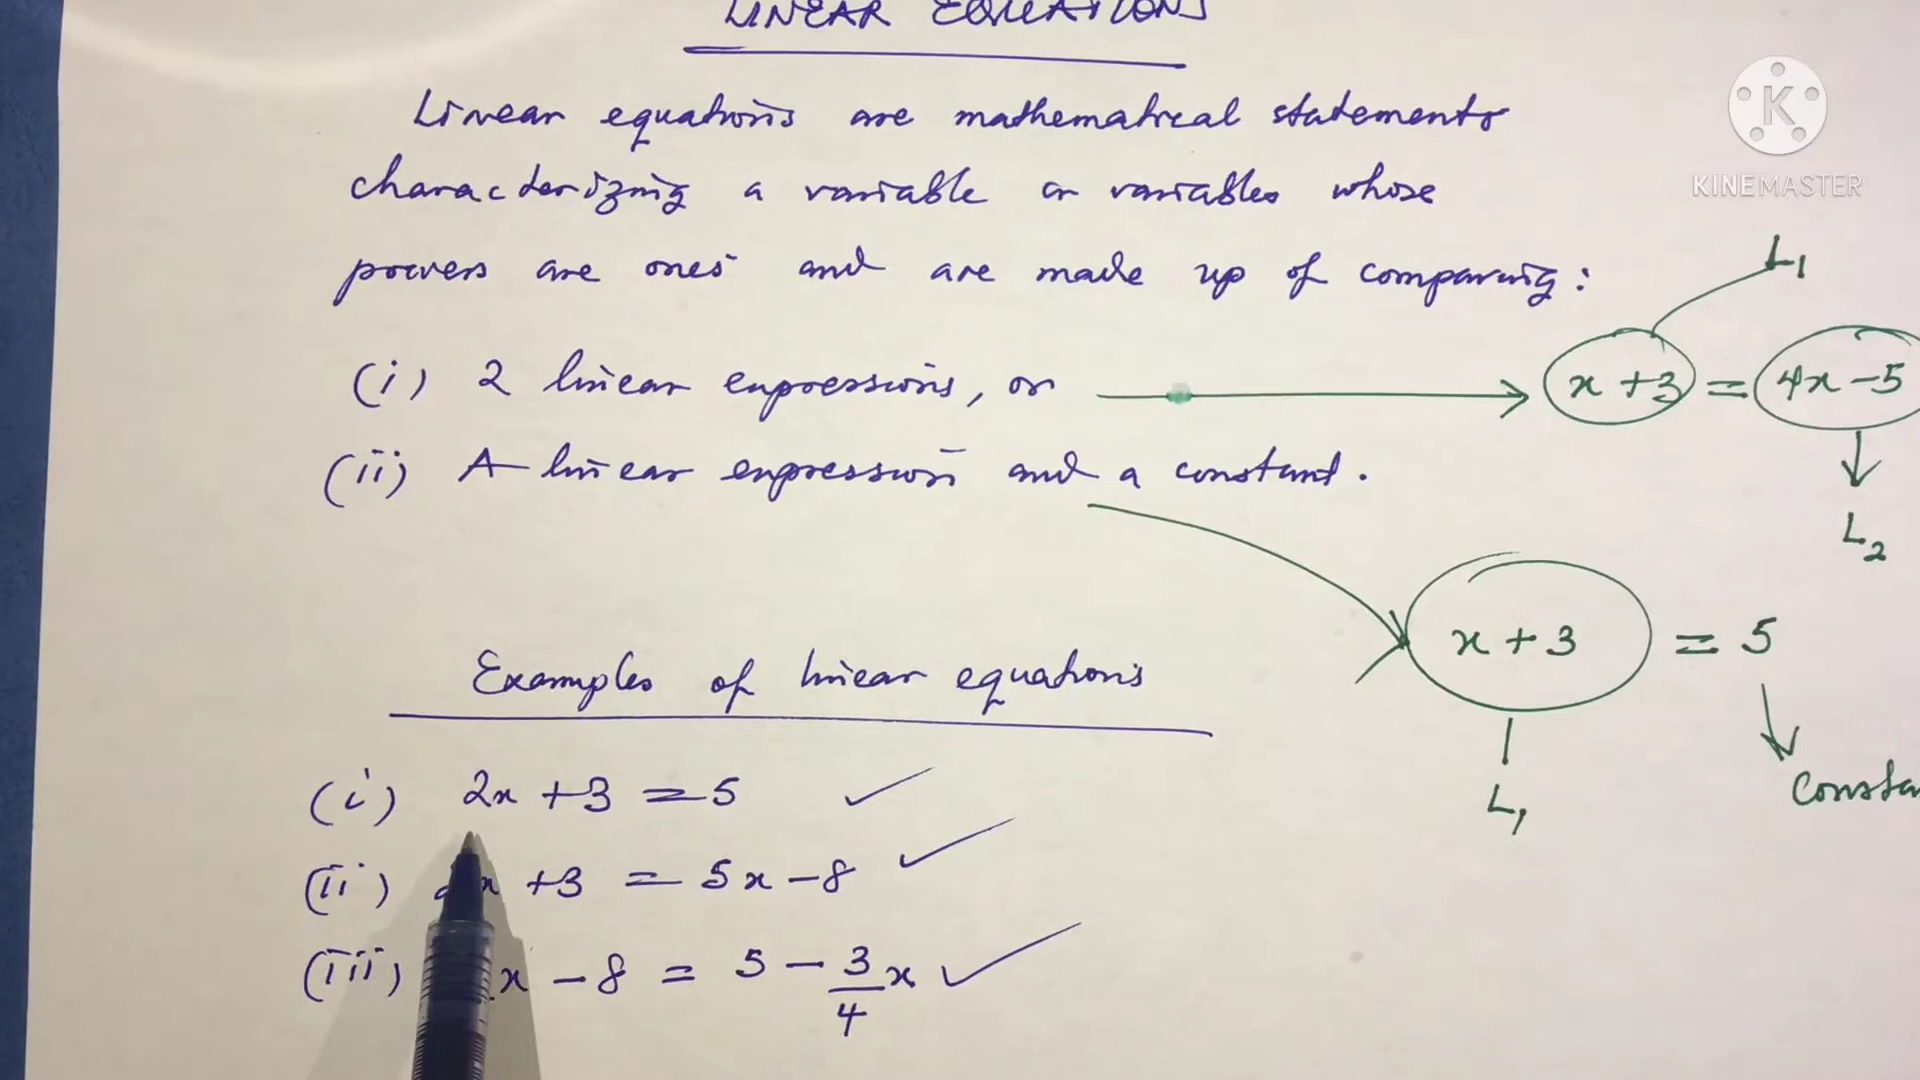 LINEAR EQUATIONS
Linear equations are mathematical statements
characterizing a variable or variables whose
powers are ones and are made up of comparing:
(i) 2 linear expressions, or
(ii) A linear expression and a constant.
L1
x + 3 = 4x - 5
L2
x + 3 = 5
L1
Examples of linear equations
(i) 2x + 3 = 5 ✓
(ii) x + 3 = 5x - 8 ✓
(iii) x - 8 = 5 - 3/4 x ✓
KINEMASTER